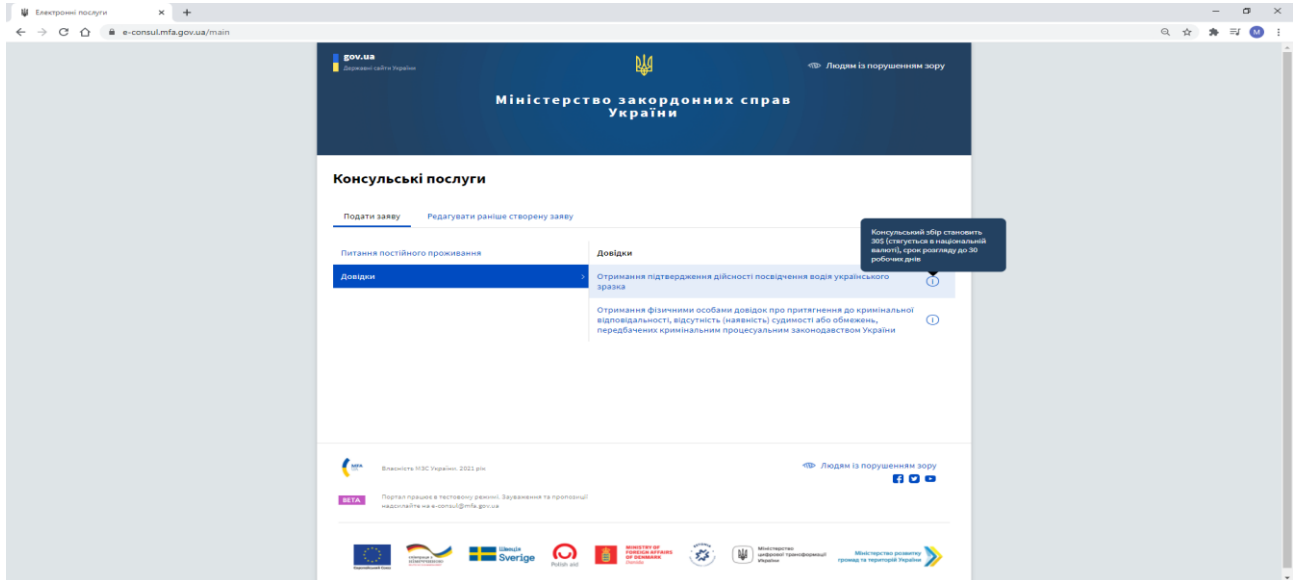 Електронні послуги
e-consul.mfa.gov.ua/main
M
gov.ua
Державні сайти України
Людям із порушенням зору
Міністерство закордонних справ
України
Консульські послуги
Подати заяву
Редагувати раніше створену заяву
Консульський збір становить
30$ (стягується в національній
валюті), срок розгляду до 30
робочих днів
Питання постійного проживання
Довідки
Довідки
Отримання підтвердження дійсності посвідчення водія українського
зразка
Отримання фізичними особами довідок про притягнення до кримінальної
відповідальності, відсутність (наявність) судимості або обмежень,
передбачених кримінальним процесуальним законодавством України
MFA
Власність МЗС України. 2021 рік
Людям із порушенням зору
BETA
Портал працює в тестовому режимі. Зауваження та пропозиції
надсилайте на e-consul@mfa.gov.ua
Швеція
Sverige
Polish aid
MINISTRY OF
FOREIGN AFFAIRS
OF DENMARK
Danida
Міністерство
цифрової трансформації
України
Міністерство розвитку
громад та територій України